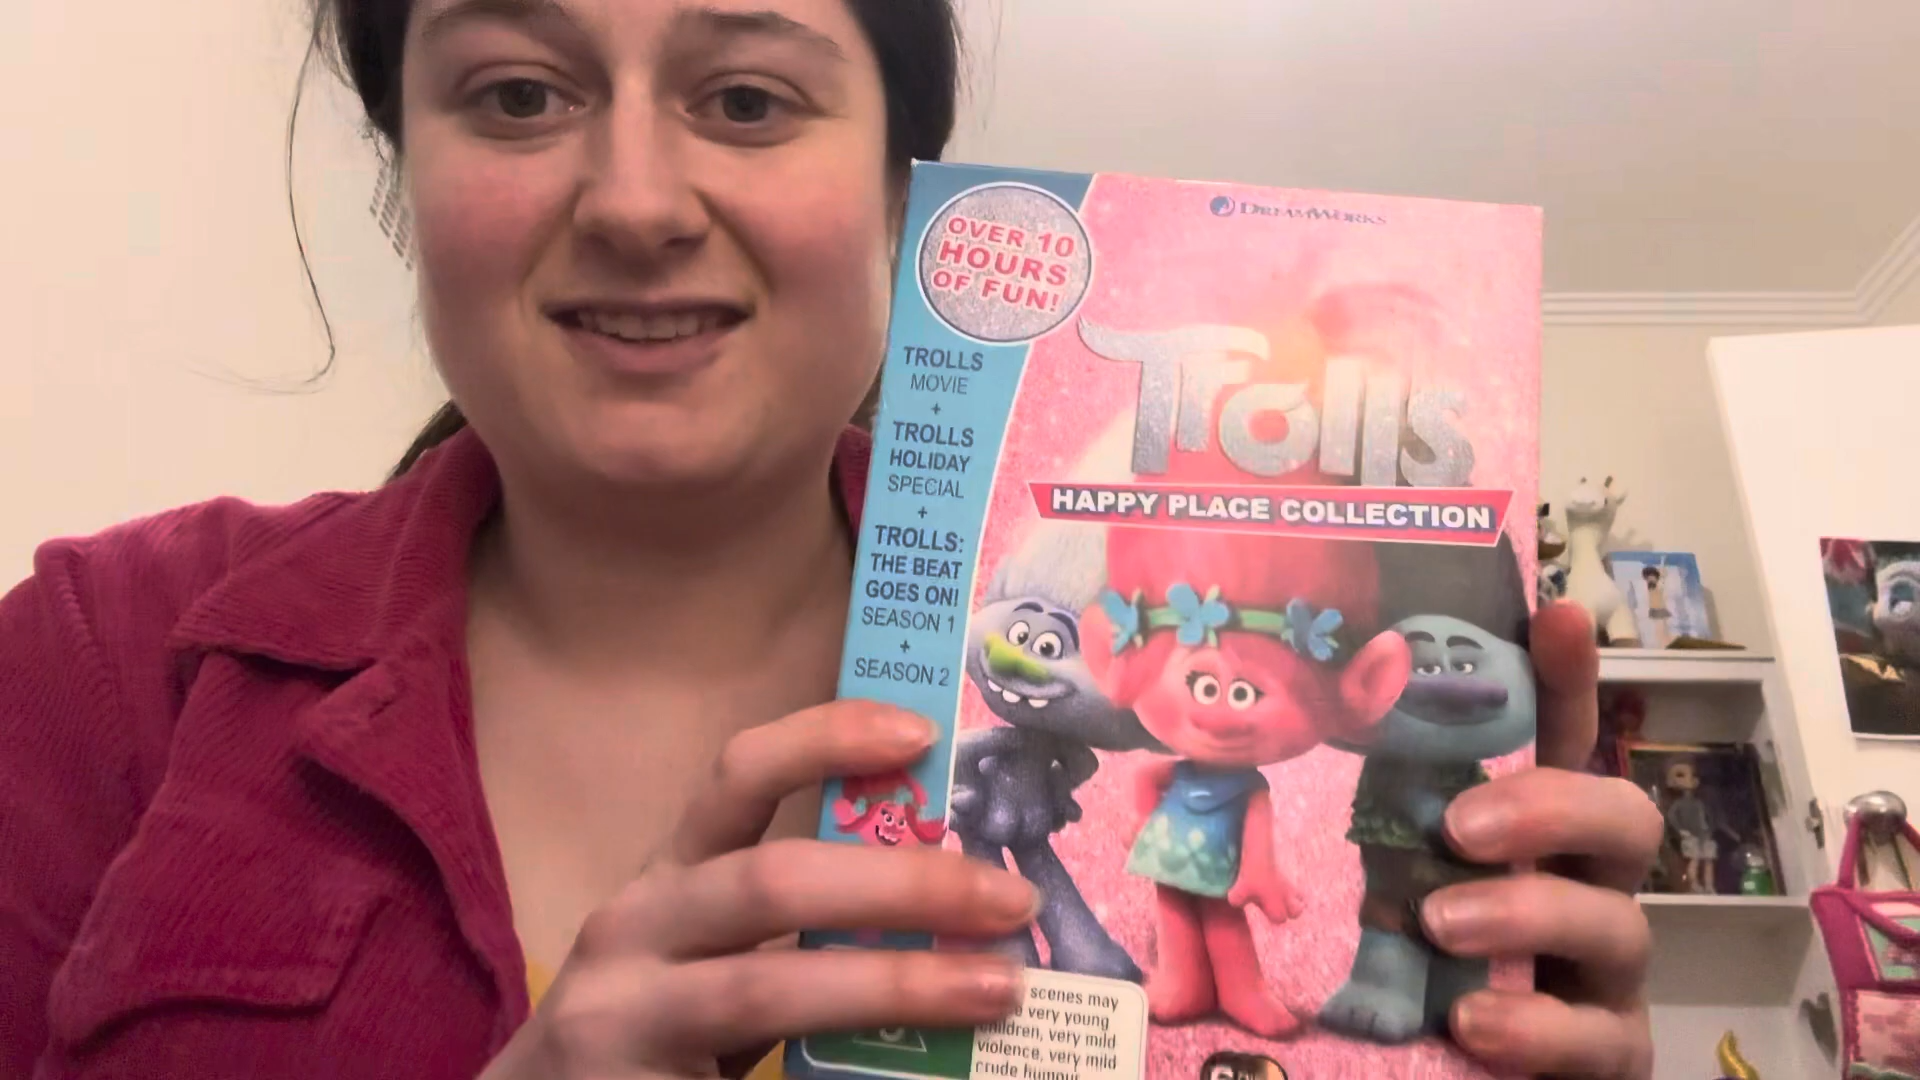 DREAMWORKS
OVER 10
HOURS
OF FUN!
Trolls
HAPPY PLACE COLLECTION
TROLLS
MOVIE
+
TROLLS
HOLIDAY
SPECIAL
+
TROLLS:
THE BEAT
GOES ON!
SEASON 1
+
SEASON 2
scenes may
very young
children, very mild
violence, very mild
crude humour